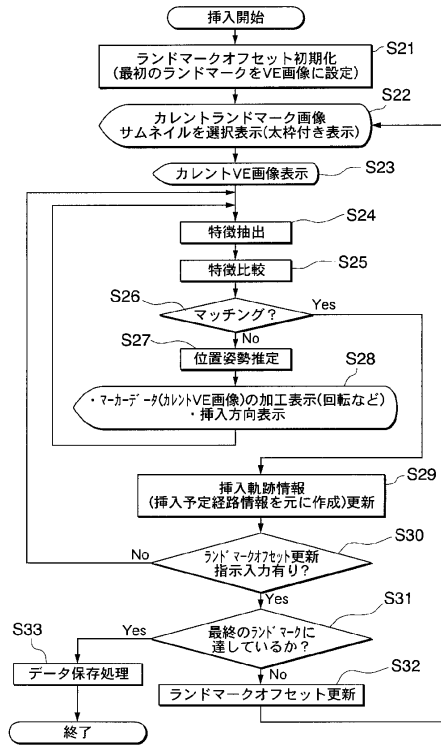 挿入開始
S21
ランドマークオフセット初期化
(最初のランドマークをVE画像に設定)
S22
カレントランドマーク画像
サムネイルを選択表示(太枠付き表示)
S23
カレントVE画像表示
S24
特徴抽出
S25
特徴比較
S26
マッチング?
Yes
No
S27
位置姿勢推定
S28
・マーカーデータ(カレントVE画像)の加工表示(回転など)
・挿入方向表示
S29
挿入軌跡情報
(挿入予定経路情報を元に作成)更新
S30
ランドマークオフセット更新
指示入力有り?
No
Yes
S31
最終のランドマークに
達しているか?
Yes
No
S33
データ保存処理
S32
ランドマークオフセット更新
終了